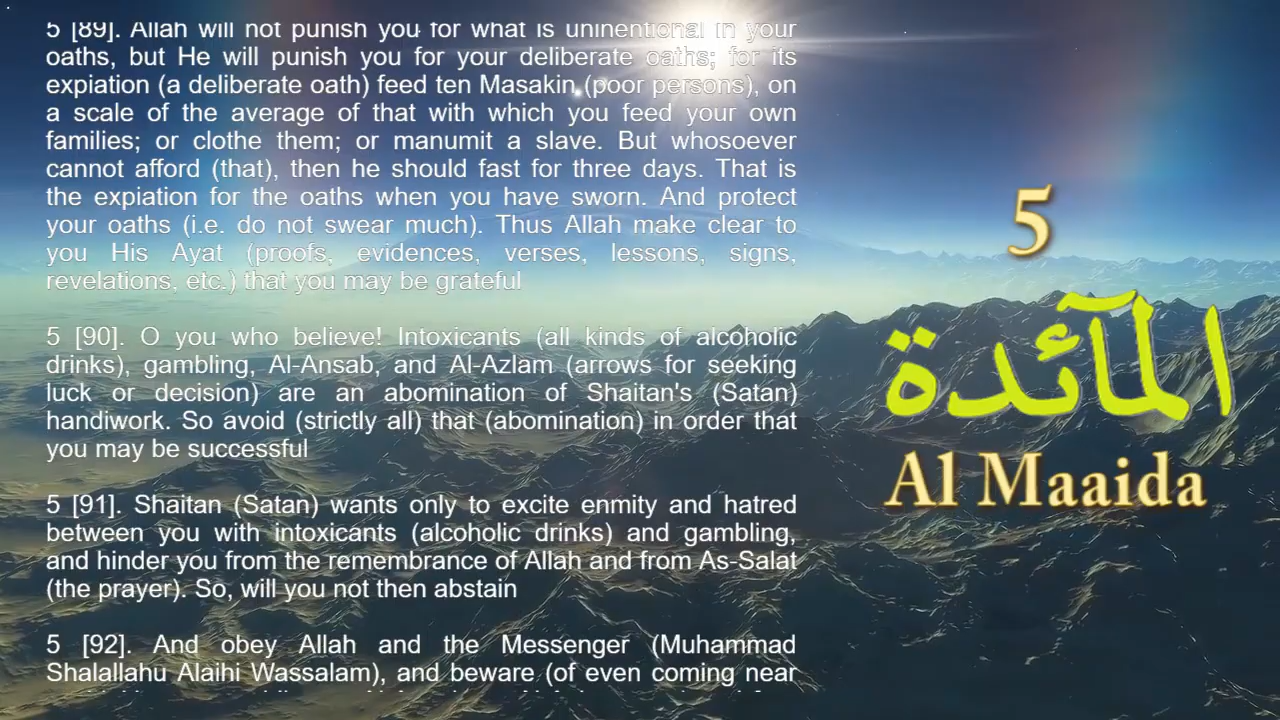 5 [89]. Allah will not punish you for what is uninentional in your
oaths, but He will punish you for your deliberate oaths; for its
expiation (a deliberate oath) feed ten Masakin (poor persons), on
a scale of the average of that with which you feed your own
families; or clothe them; or manumit a slave. But whosoever
cannot afford (that), then he should fast for three days. That is
the expiation for the oaths when you have sworn. And protect
your oaths (i.e. do not swear much). Thus Allah make clear to
you His Ayat (proofs, evidences, verses, lessons, signs,
revelations, etc.) that you may be grateful
5 [90]. O you who believe! Intoxicants (all kinds of alcoholic
drinks), gambling, Al-Ansab, and Al-Azlam (arrows for seeking
luck or decision) are an abomination of Shaitan's (Satan)
handiwork. So avoid (strictly all) that (abomination) in order that
you may be successful
5 [91]. Shaitan (Satan) wants only to excite enmity and hatred
between you with intoxicants (alcoholic drinks) and gambling,
and hinder you from the remembrance of Allah and from As-Salat
(the prayer). So, will you not then abstain
5 [92]. And obey Allah and the Messenger (Muhammad
Shalallahu Alaihi Wassalam), and beware (of even coming near
5
المآئدة
Al Maaida